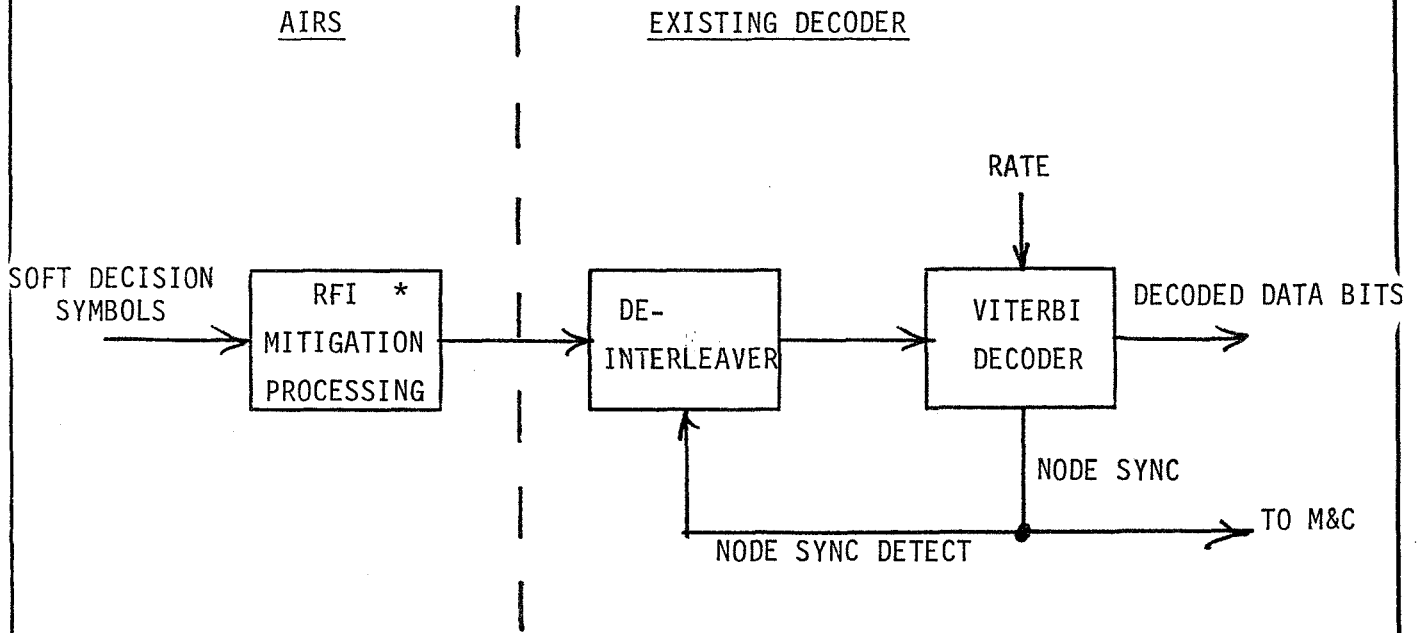 AIRS
EXISTING DECODER
RATE
SOFT DECISION
SYMBOLS
RFI *
MITIGATION
PROCESSING
DE-
INTERLEAVER
VITERBI
DECODER
DECODED DATA BITS
NODE SYNC
TO M&C
NODE SYNC DETECT